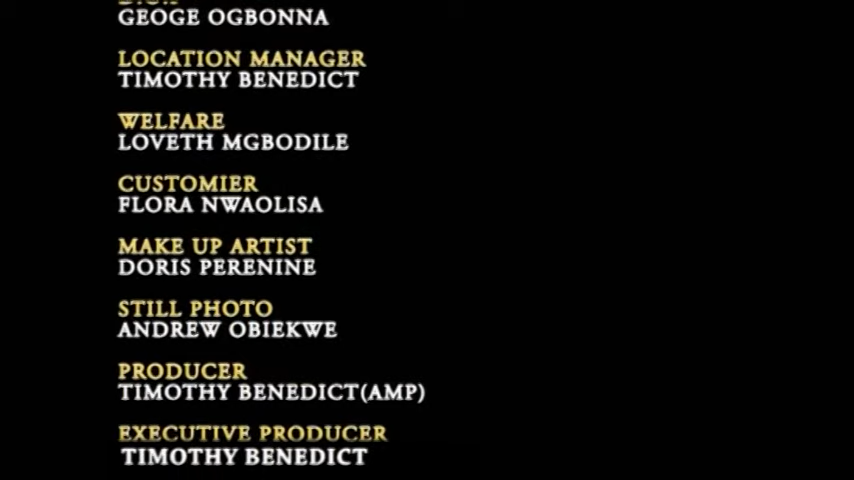 GEOGE OGBONNA
LOCATION MANAGER
TIMOTHY BENEDICT
WELFARE
LOVETH MGBODILE
CUSTOMIER
FLORA NWAOLISA
MAKE UP ARTIST
DORIS PERENINE
STILL PHOTO
ANDREW OBIEKWE
PRODUCER
TIMOTHY BENEDICT(AMP)
EXECUTIVE PRODUCER
TIMOTHY BENEDICT